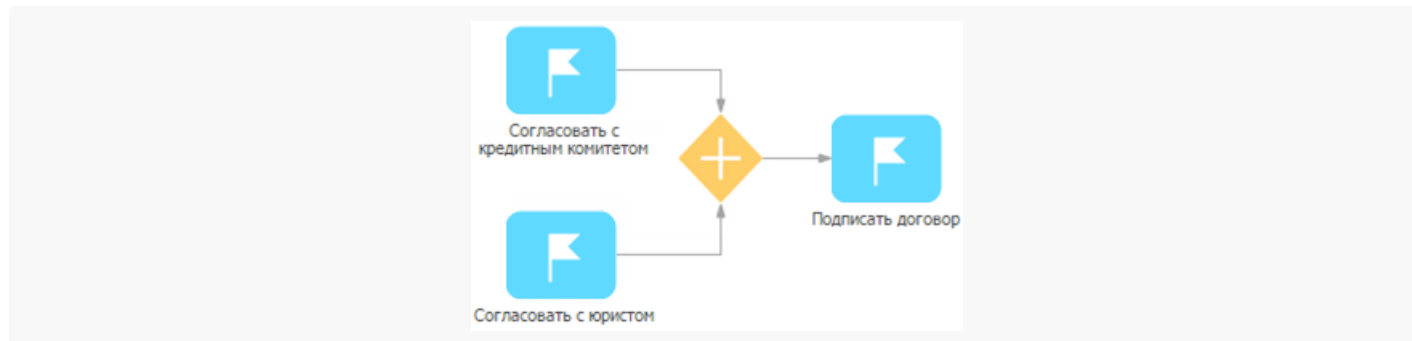 Согласовать с
кредитным комитетом
Подписать договор
Согласовать с юристом